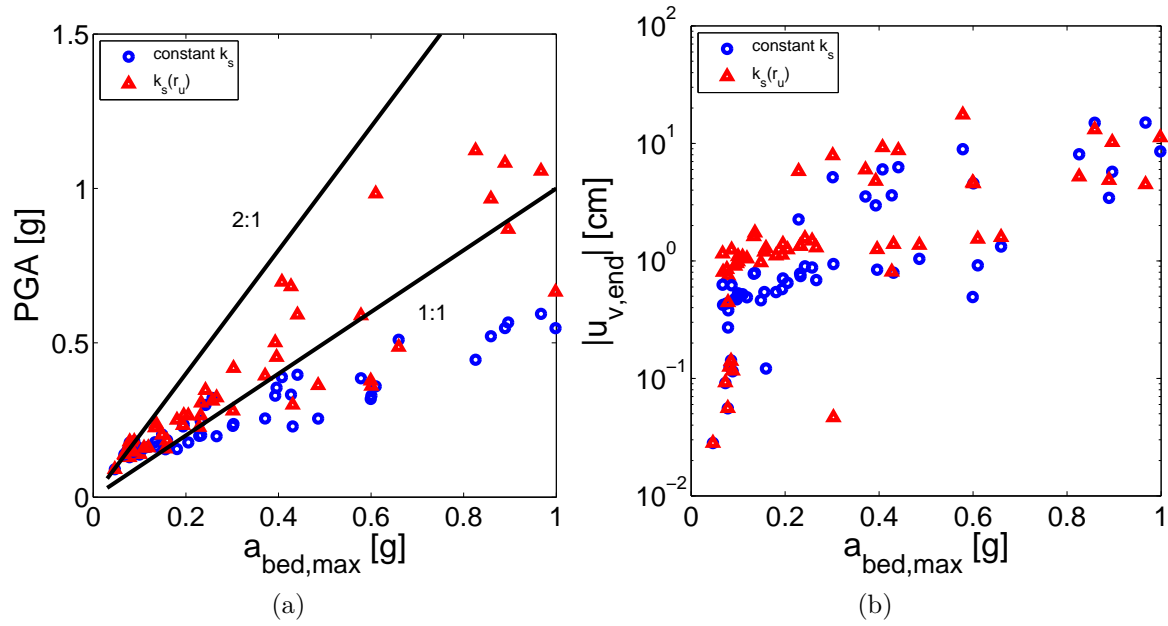 1.5
1
0.5
0
PGA [g]
constant k_s
k_s(r_u)
2:1
1:1
0 0.2 0.4 0.6 0.8 1
a_bed,max [g]
(a)
10^2
10^1
10^0
10^-1
10^-2
|u_v,end| [cm]
constant k_s
k_s(r_u)
0 0.2 0.4 0.6 0.8 1
a_bed,max [g]
(b)